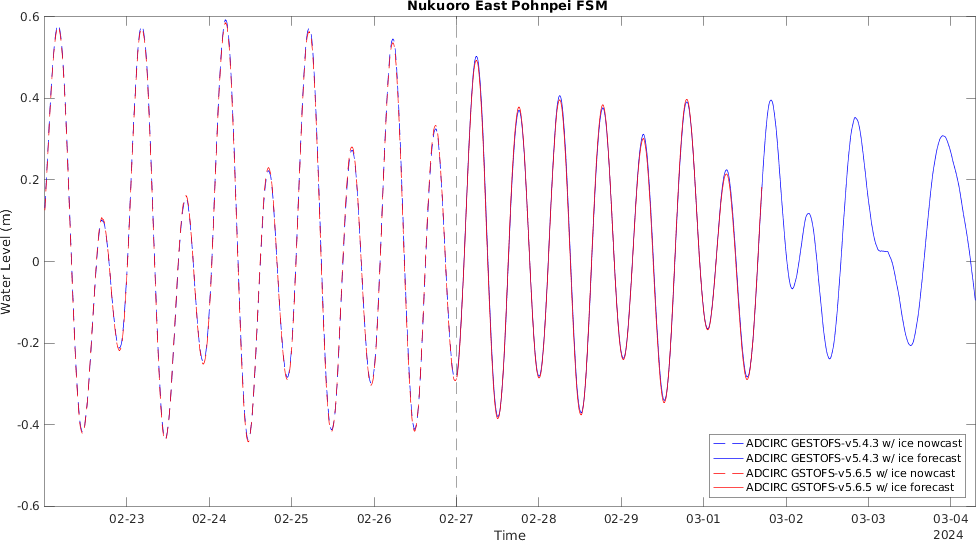 Nukuoro East Pohnpei FSM
0.6
0.4
0.2
0
-0.2
-0.4
-0.6
Water Level (m)
02-23 02-24 02-25 02-26 02-27 02-28 02-29 03-01 03-02 03-03 03-04
Time
2024
ADCIRC GESTOFS-v5.4.3 w/ ice nowcast
ADCIRC GESTOFS-v5.4.3 w/ ice forecast
ADCIRC GSTOFS-v5.6.5 w/ ice nowcast
ADCIRC GSTOFS-v5.6.5 w/ ice forecast